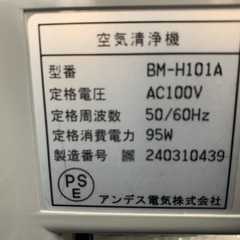 空気清浄機
型番 BM-H101A
定格電圧 AC100V
定格周波数 50/60Hz
定格消費電力 95W
製造番号 240310439
PS
E
アンデス電気株式会社